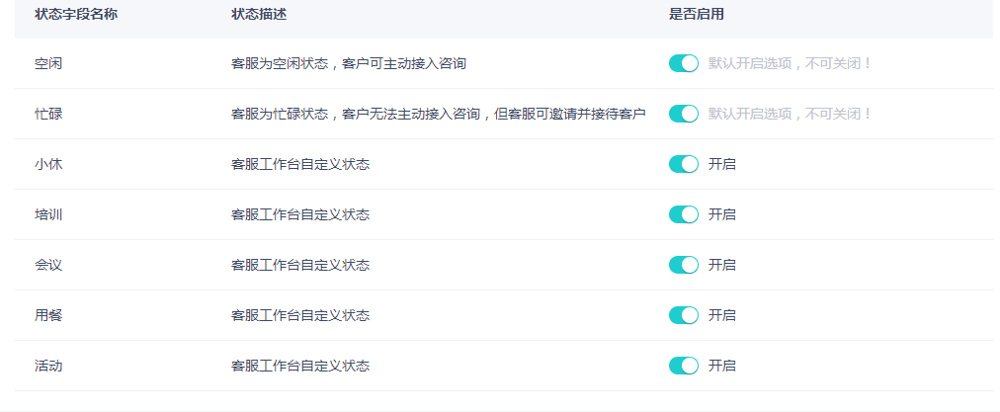 状态字段名称 状态描述 是否启用
空闲 客服为空闲状态，客户可主动接入咨询 默认开启选项，不可关闭！
忙碌 客服为忙碌状态，客户无法主动接入咨询，但客服可邀请并接待客户 默认开启选项，不可关闭！
小休 客服工作台自定义状态 开启
培训 客服工作台自定义状态 开启
会议 客服工作台自定义状态 开启
用餐 客服工作台自定义状态 开启
活动 客服工作台自定义状态 开启